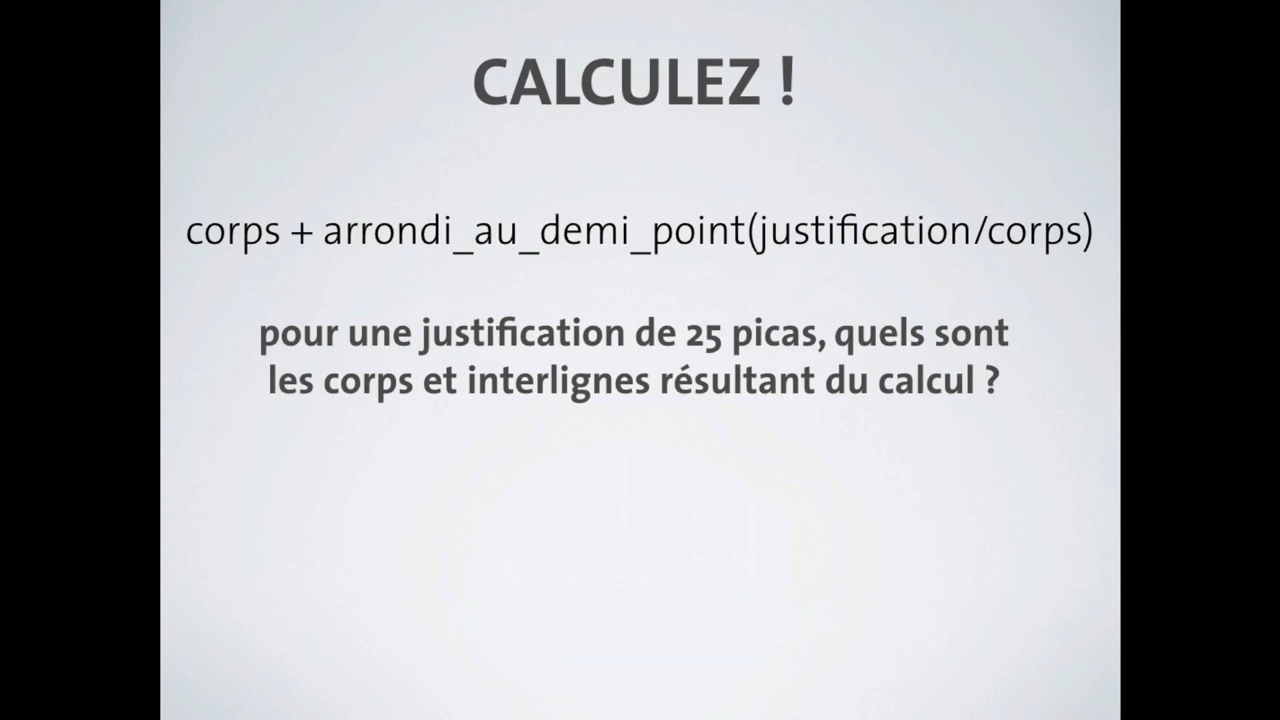 CALCULEZ !
corps + arrondi_au_demi_point(justification/corps)
pour une justification de 25 picas, quels sont
les corps et interlignes résultant du calcul ?